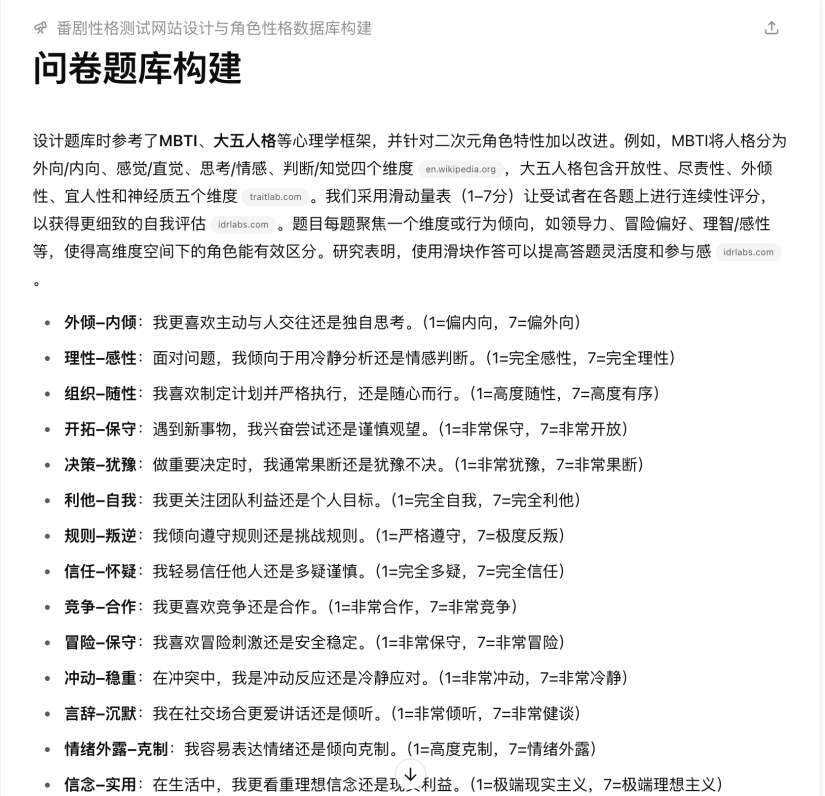 番剧性格测试网站设计与角色性格数据库构建
问卷题库构建
设计题库时参考了MBTI、大五人格等心理学框架，并针对二次元角色特性加以改进。例如，MBTI将人格分为
外向/内向、感觉/直觉、思考/情感、判断/知觉四个维度 en.wikipedia.org ，大五人格包含开放性、尽责性、外倾
性、宜人性和神经质五个维度 traitlab.com 。我们采用滑动量表（1–7分）让受试者在各题上进行连续性评分，
以获得更细致的自我评估 idrlabs.com 。题目每题聚焦一个维度或行为倾向，如领导力、冒险偏好、理智/感性
等，使得高维度空间下的角色能有效区分。研究表明，使用滑块作答可以提高答题灵活度和参与感 idrlabs.com
。
• 外倾–内倾：我更喜欢主动与人交往还是独自思考。（1=偏内向，7=偏外向）
• 理性–感性：面对问题，我倾向于用冷静分析还是情感判断。（1=完全感性，7=完全理性）
• 组织–随性：我喜欢制定计划并严格执行，还是随心而行。（1=高度随性，7=高度有序）
• 开拓–保守：遇到新事物，我兴奋尝试还是谨慎观望。（1=非常保守，7=非常开放）
• 决策–犹豫：做重要决定时，我通常果断还是犹豫不决。（1=非常犹豫，7=非常果断）
• 利他–自我：我更关注团队利益还是个人目标。（1=完全自我，7=完全利他）
• 规则–叛逆：我倾向遵守规则还是挑战规则。（1=严格遵守，7=极度反叛）
• 信任–怀疑：我轻易信任他人还是多疑谨慎。（1=完全多疑，7=完全信任）
• 竞争–合作：我更喜欢竞争还是合作。（1=非常合作，7=非常竞争）
• 冒险–保守：我喜欢冒险刺激还是安全稳定。（1=非常保守，7=非常冒险）
• 冲动–稳重：在冲突中，我是冲动反应还是冷静应对。（1=非常冲动，7=非常冷静）
• 言辞–沉默：我在社交场合更爱讲话还是倾听。（1=非常倾听，7=非常健谈）
• 情绪外露–克制：我容易表达情绪还是倾向克制。（1=高度克制，7=情绪外露）
• 信念–实用：在生活中，我更看重理想信念还是现实利益。（1=极端现实主义，7=极端理想主义）